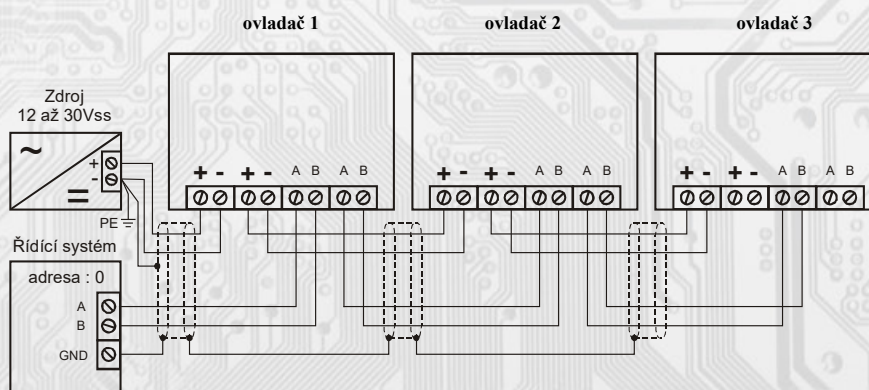 ovladač 1
ovladač 2
ovladač 3
Zdroj
12 až 30Vss
+
-
PE
+ - + - A B A B
+ - + - A B A B
+ - + - A B A B
Řídící systém
adresa : 0
A
B
GND